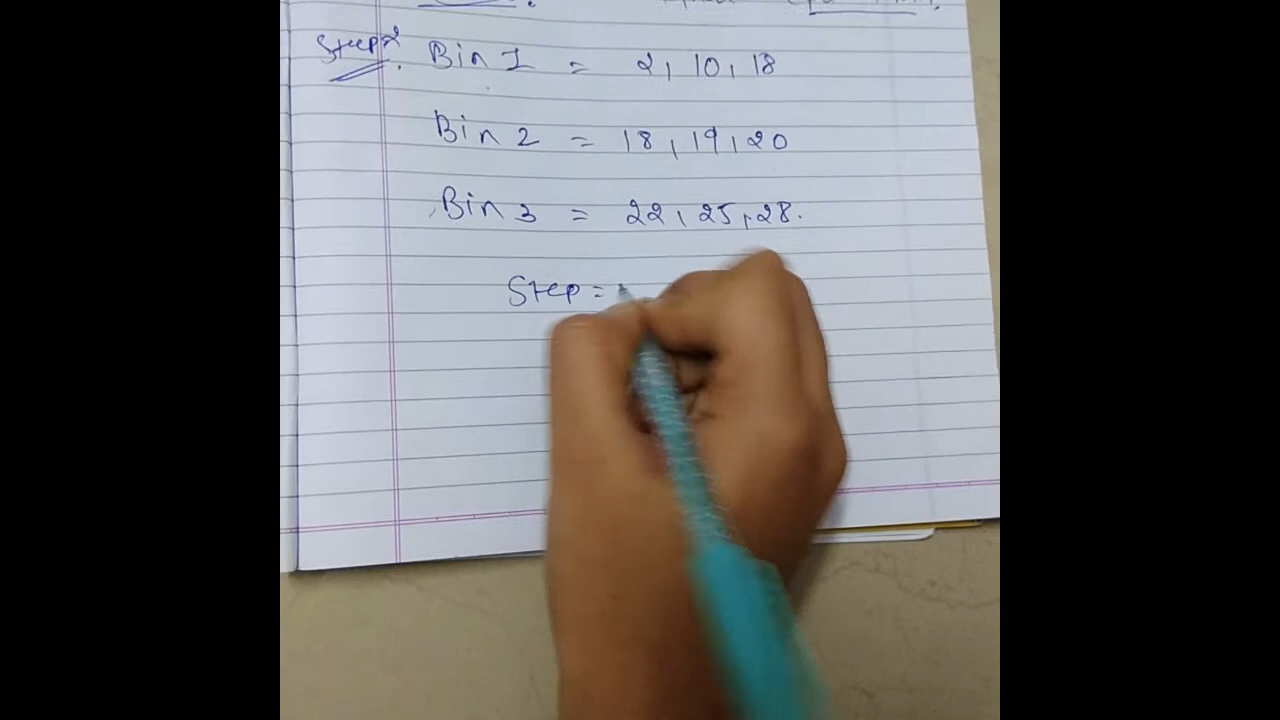 Step 2. Bin 1 = 2, 10, 18
Bin 2 = 18, 19, 20
Bin 3 = 22, 25, 28.
Step =